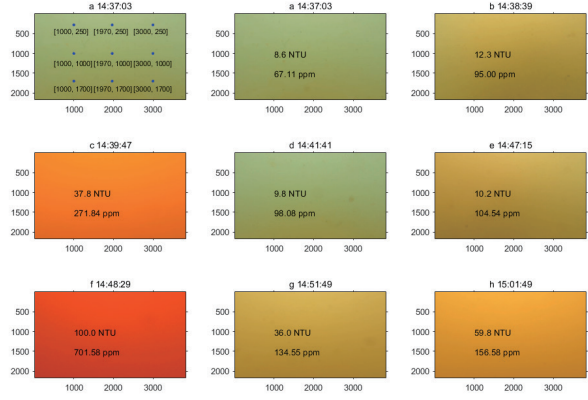 a 14:37:03
500
1000
1500
2000
[1000, 250] [1970, 250] [3000, 250]
[1000, 1000] [1970, 1000] [3000, 1000]
[1000, 1700] [1970, 1700] [3000, 1700]
1000 2000 3000
a 14:37:03
500
1000
1500
2000
8.6 NTU
67.11 ppm
1000 2000 3000
b 14:38:39
500
1000
1500
2000
12.3 NTU
95.00 ppm
1000 2000 3000
c 14:39:47
500
1000
1500
2000
37.8 NTU
271.84 ppm
1000 2000 3000
d 14:41:41
500
1000
1500
2000
9.8 NTU
98.08 ppm
1000 2000 3000
e 14:47:15
500
1000
1500
2000
10.2 NTU
104.54 ppm
1000 2000 3000
f 14:48:29
500
1000
1500
2000
100.0 NTU
701.58 ppm
1000 2000 3000
g 14:51:49
500
1000
1500
2000
36.0 NTU
134.55 ppm
1000 2000 3000
h 15:01:49
500
1000
1500
2000
59.8 NTU
156.58 ppm
1000 2000 3000